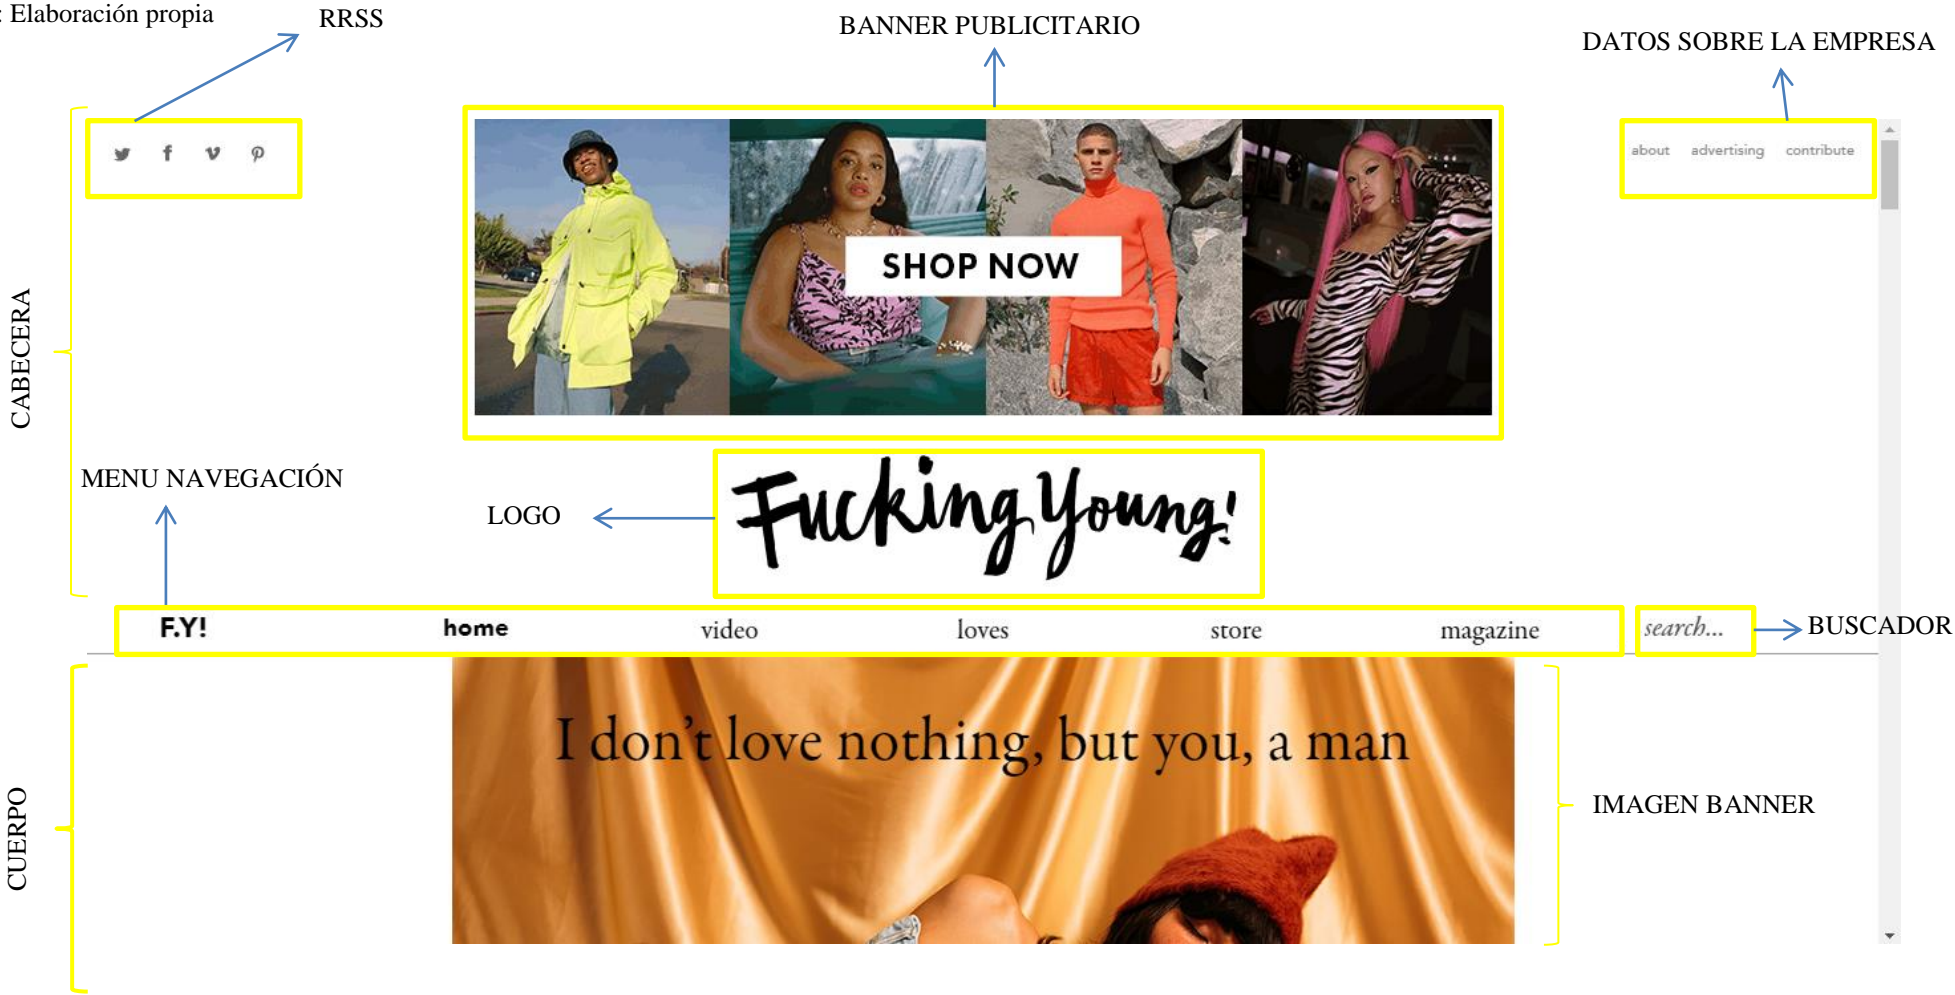 : Elaboración propia
RRSS
BANNER PUBLICITARIO
DATOS SOBRE LA EMPRESA
about advertising contribute
SHOP NOW
CABECERA
MENU NAVEGACIÓN
LOGO
Fucking Young!
F.Y! home video loves store magazine search...
BUSCADOR
I don't love nothing, but you, a man
CUERPO
IMAGEN BANNER